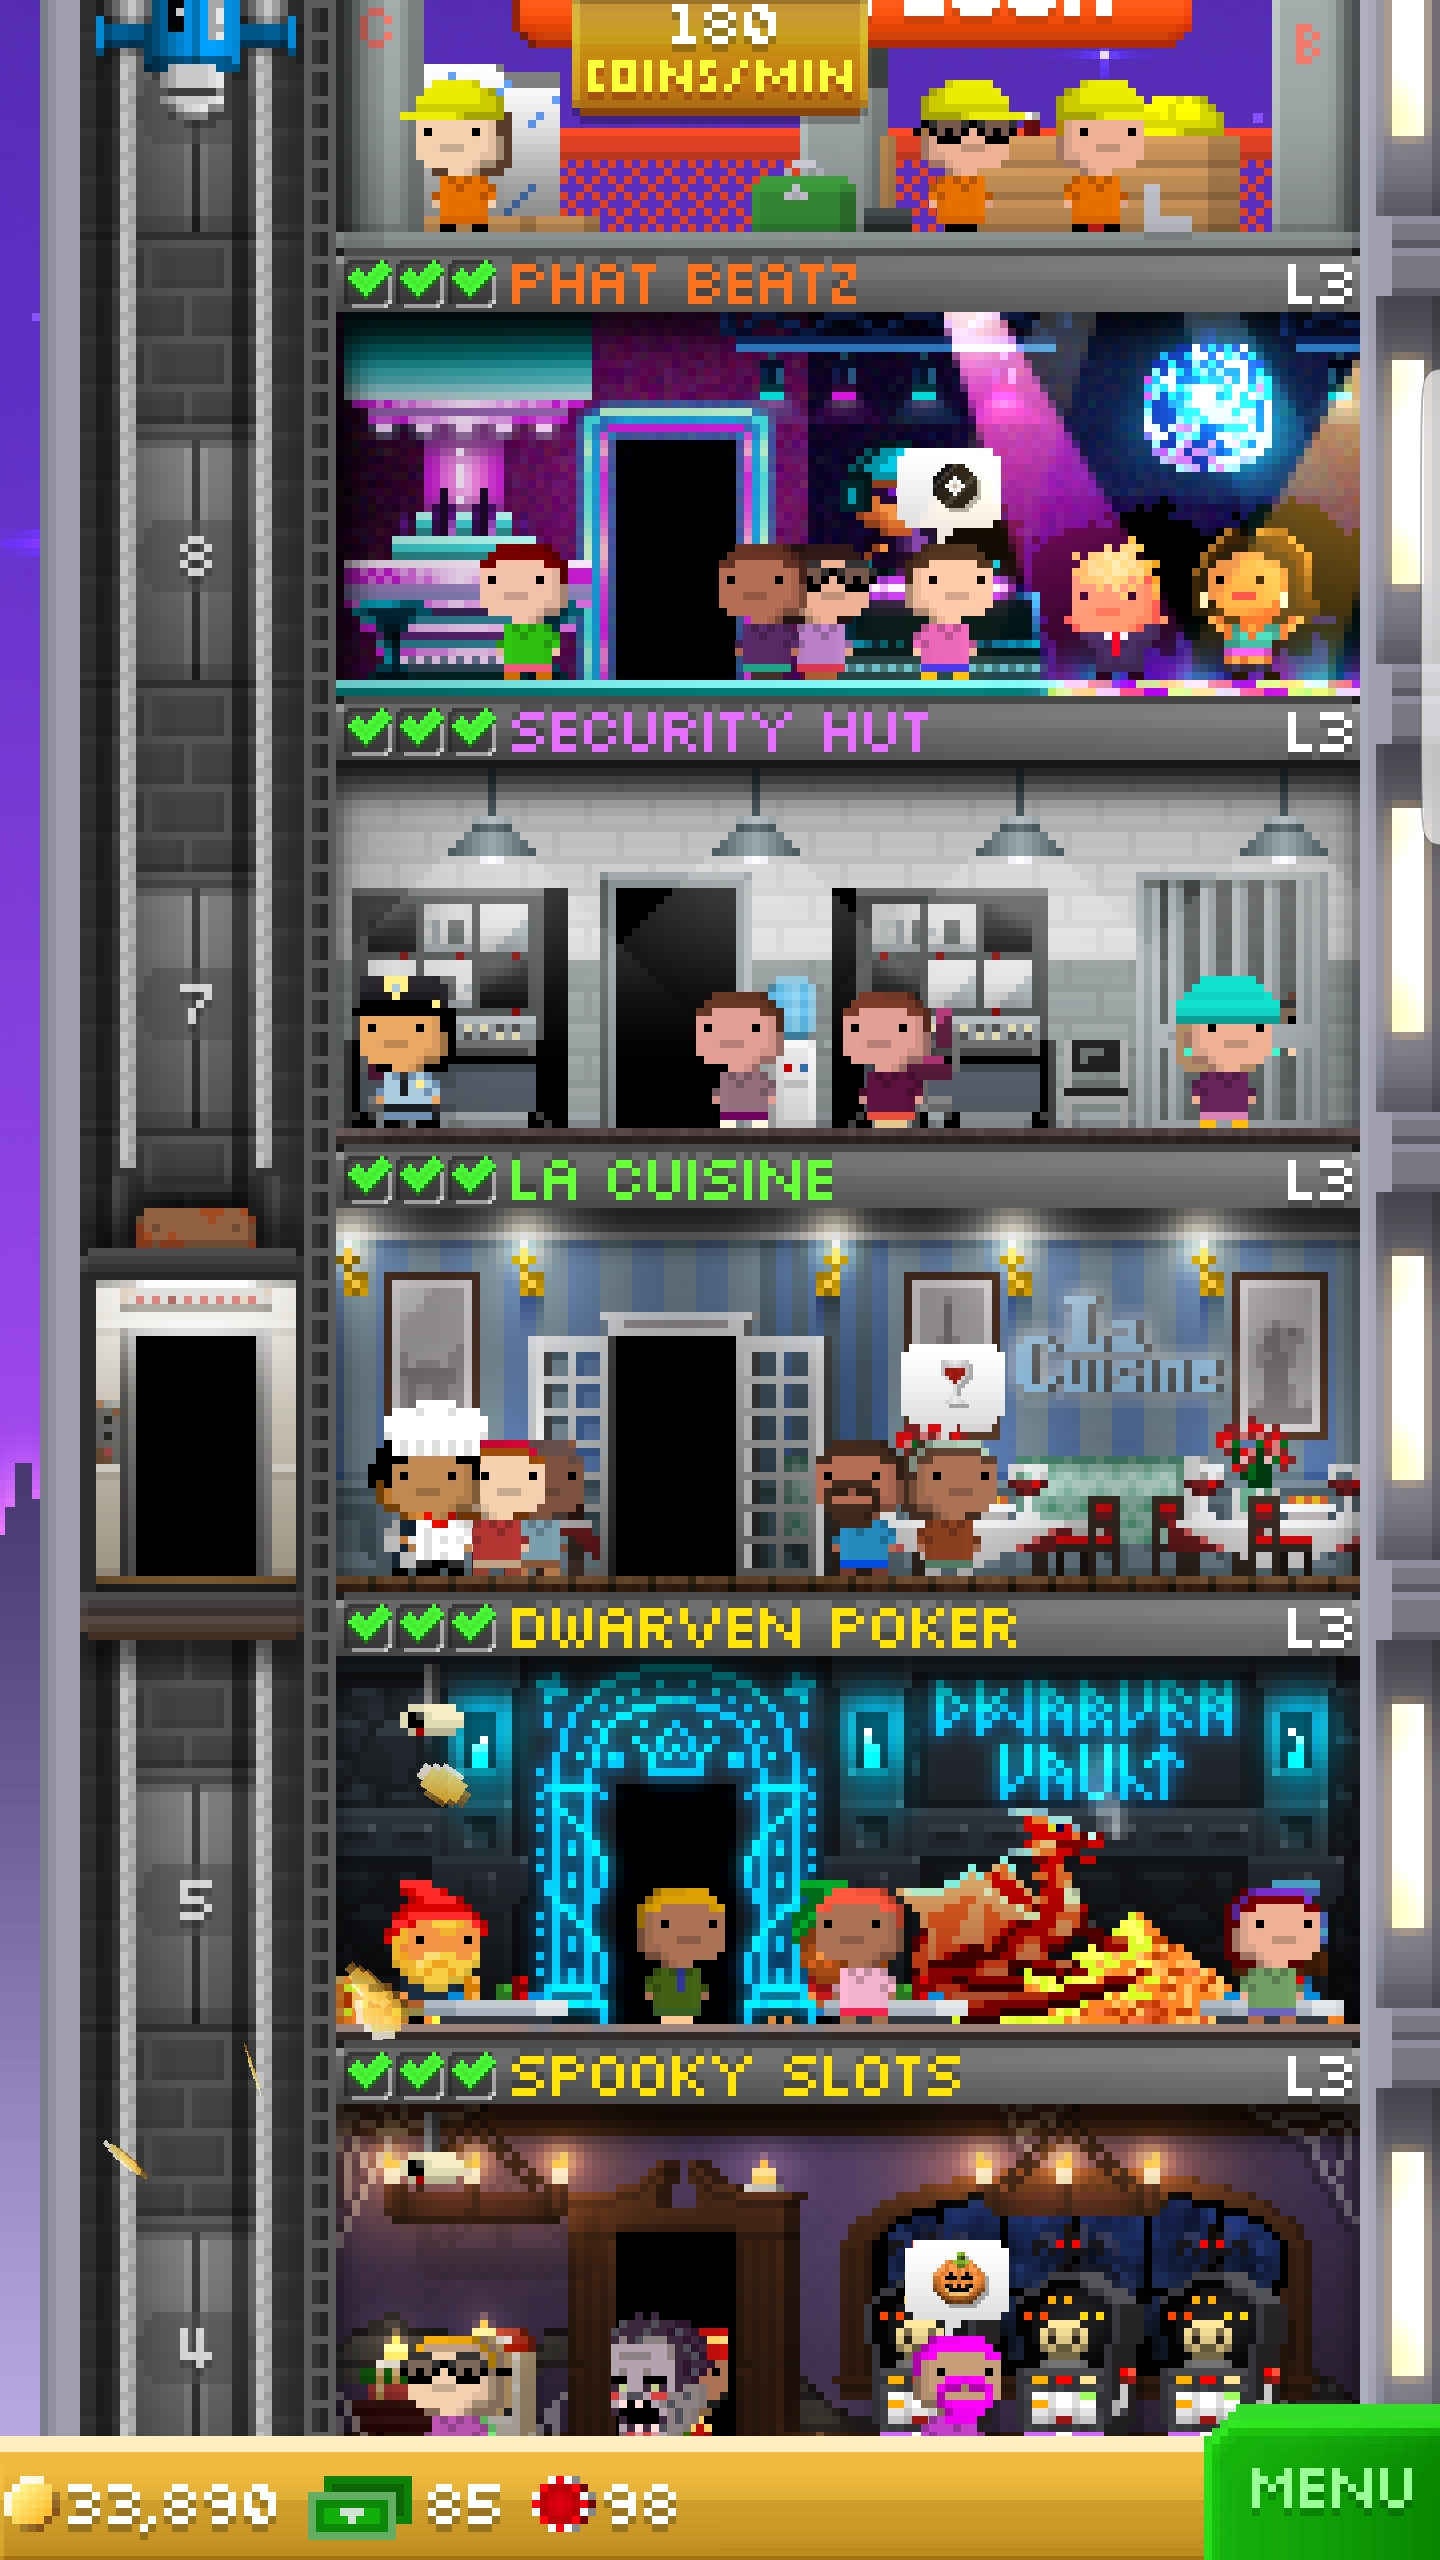 180
COINS/MIN
C
B
PHAT BEATZ
L3
8
SECURITY HUT
L3
7
LA CUISINE
L3
La
Cuisine
DWARVEN POKER
L3
DWARVEN
VAULT
5
SPOOKY SLOTS
L3
4
33,890
85
98
MENU